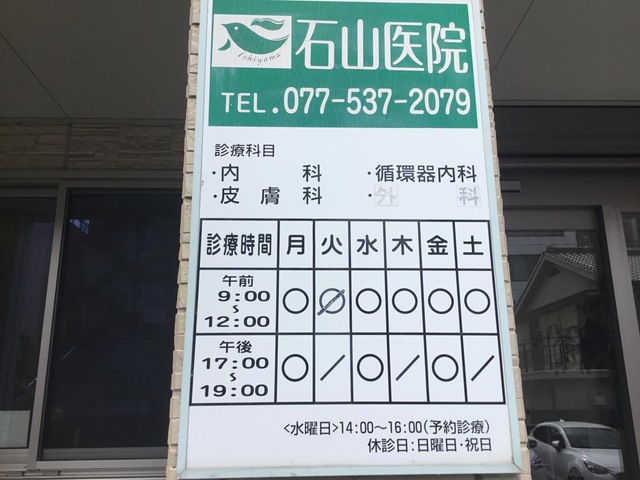 Ishiyama
石山医院
TEL.077-537-2079
診療科目
・内科 ・循環器内科
・皮膚科 ・外科
診療時間 月 火 水 木 金 土
午前 9:00~12:00 ○ ⊘ ○ ○ ○ ○
午後 17:00~19:00 ○ / ○ / ○ /
<水曜日>14:00~16:00(予約診療)
休診日:日曜日・祝日